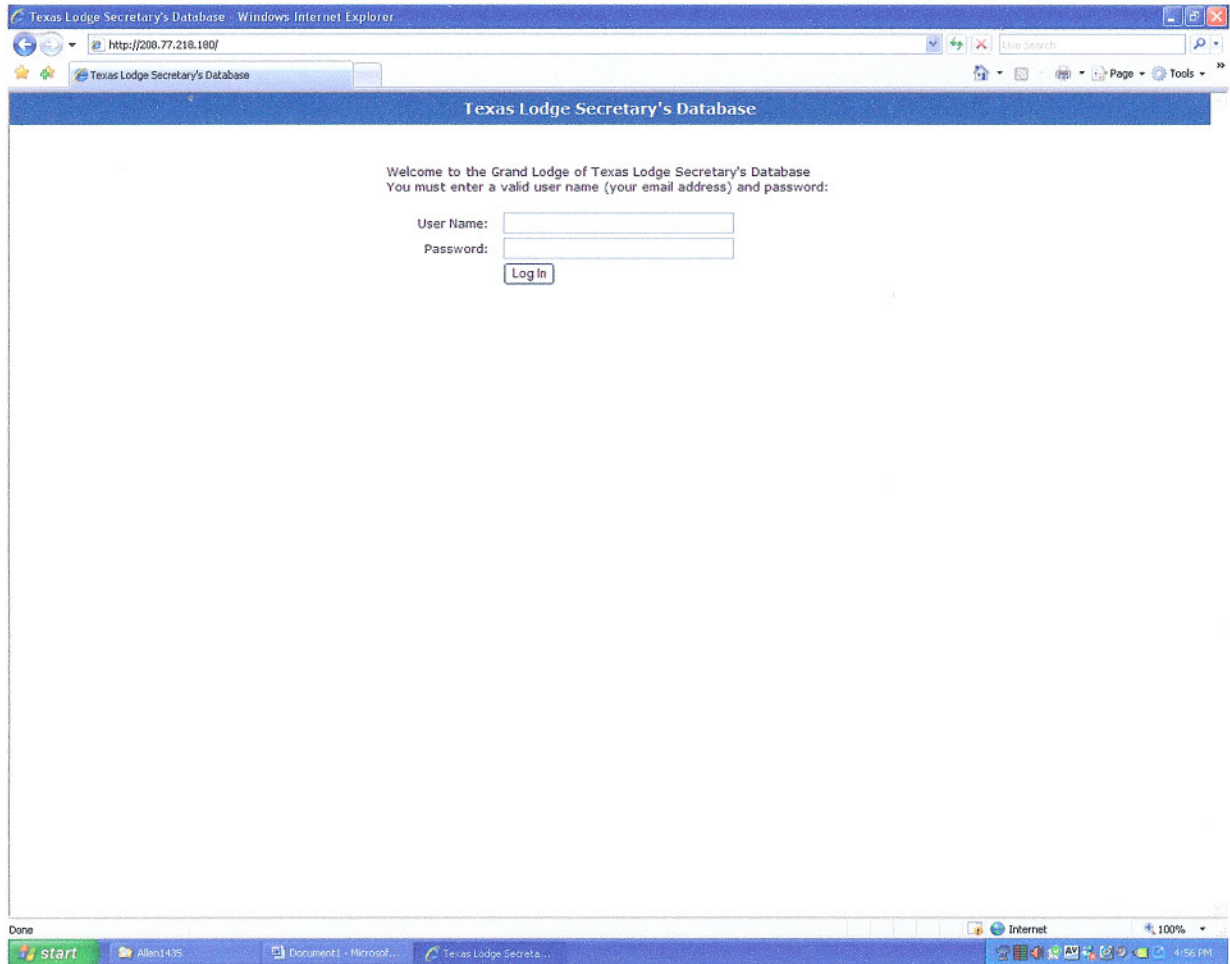 Texas Lodge Secretary's Database - Windows Internet Explorer
http://208.77.218.180/
Live Search
Texas Lodge Secretary's Database
Page
Tools
Texas Lodge Secretary's Database
Welcome to the Grand Lodge of Texas Lodge Secretary's Database
You must enter a valid user name (your email address) and password:
User Name:
Password:
Log In
Done
Internet
100%
start
Allen1435
Document1 - Microsof...
Texas Lodge Secreta...
AV
4:56 PM